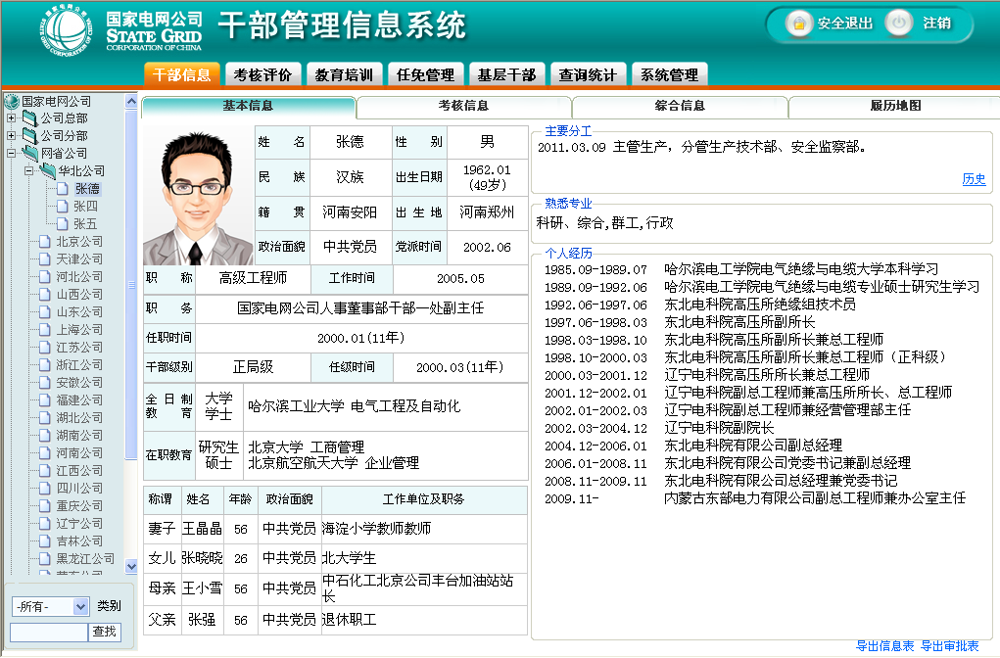 国家电网公司
STATE GRID
CORPORATION OF CHINA
干部管理信息系统
安全退出 注销
干部信息 考核评价 教育培训 任免管理 基层干部 查询统计 系统管理
国家电网公司
公司总部
公司分部
网省公司
华北公司
张德
张四
张五
北京公司
天津公司
河北公司
山西公司
山东公司
上海公司
江苏公司
浙江公司
安徽公司
福建公司
湖北公司
湖南公司
河南公司
江西公司
四川公司
重庆公司
辽宁公司
吉林公司
黑龙江公司
-所有- 类别
查找
基本信息 考核信息 综合信息 履历地图
姓 名 张德 性 别 男
民 族 汉族 出生日期 1962.01
(49岁)
籍 贯 河南安阳 出 生 地 河南郑州
政治面貌 中共党员 党派时间 2002.06
职 称 高级工程师 工作时间 2005.05
职 务 国家电网公司人事董事部干部一处副主任
任职时间 2000.01(11年)
干部级别 正局级 任级时间 2000.03(11年)
全 日 制
教 育
大学
学士
哈尔滨工业大学 电气工程及自动化
在职教育
研究生
硕士
北京大学 工商管理
北京航空航天大学 企业管理
称谓 姓名 年龄 政治面貌 工作单位及职务
妻子 王晶晶 56 中共党员 海淀小学教师教师
女儿 张晓晓 26 中共党员 北大学生
母亲 王小雪 56 中共党员 中石化工北京公司丰台加油站站
长
父亲 张强 56 中共党员 退休职工
主要分工
2011.03.09 主管生产，分管生产技术部、安全监察部。
历史
熟悉专业
科研、综合,群工,行政
个人经历
1985.09-1989.07 哈尔滨电工学院电气绝缘与电缆大学本科学习
1989.09-1992.06 哈尔滨电工学院电气绝缘与电缆专业硕士研究生学习
1992.06-1997.06 东北电科院高压所绝缘组技术员
1997.06-1998.03 东北电科院高压所副所长
1998.03-1998.10 东北电科院高压所副所长兼总工程师
1998.10-2000.03 东北电科院高压所副所长兼总工程师（正科级）
2000.03-2001.12 辽宁电科院高压所所长兼总工程师
2001.12-2002.01 辽宁电科院副总工程师兼高压所所长、总工程师
2002.01-2002.03 辽宁电科院副总工程师兼经营管理部主任
2002.03-2004.12 辽宁电科院副院长
2004.12-2006.01 东北电科院有限公司副总经理
2006.01-2008.11 东北电科院有限公司党委书记兼副总经理
2008.11-2009.11 东北电科院有限公司总经理兼党委书记
2009.11- 内蒙古东部电力有限公司副总工程师兼办公室主任
导出信息表 导出审批表